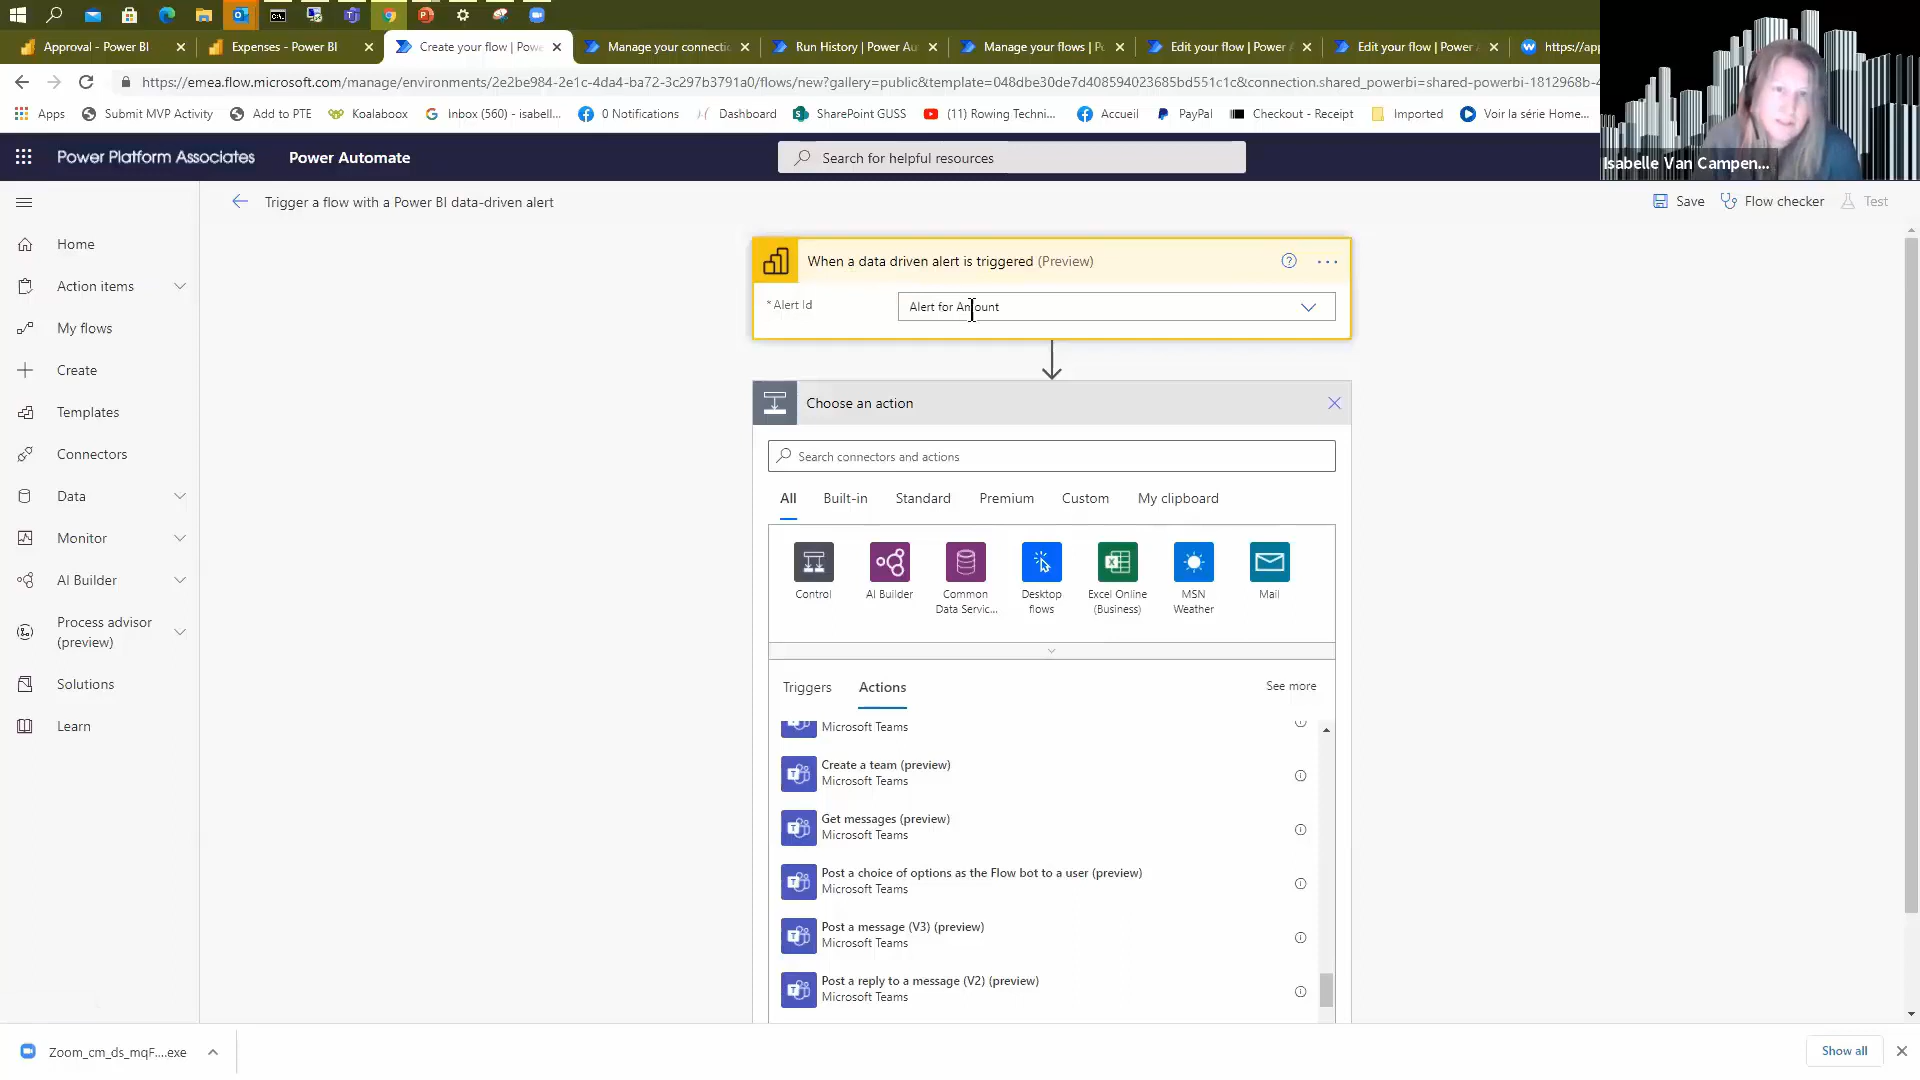 Approval - Power BI
Expenses - Power BI
Create your flow | Powe
Manage your connectic
Run History | Power Au
Manage your flows | P
Edit your flow | Power
Edit your flow | Power
https://app
https://emea.flow.microsoft.com/manage/environments/2e2be984-2e1c-4da4-ba72-3c297b3791a0/flows/new?gallery=public&template=048dbe30de7d408594023685bd551c1c&connection.shared_powerbi=shared-powerbi-1812968b-4
Apps
Submit MVP Activity
Add to PTE
Koalaboox
Inbox (560) - isabell...
0 Notifications
Dashboard
SharePoint GUSS
(11) Rowing Techni...
Accueil
PayPal
Checkout - Receipt
Imported
Voir la série Home...
Isabelle Van Campen...
Power Platform Associates
Power Automate
Search for helpful resources
Trigger a flow with a Power BI data-driven alert
Save
Flow checker
Test
Home
Action items
My flows
Create
Templates
Connectors
Data
Monitor
AI Builder
Process advisor
(preview)
Solutions
Learn
When a data driven alert is triggered (Preview)
* Alert Id
Alert for Amount
Choose an action
Search connectors and actions
All
Built-in
Standard
Premium
Custom
My clipboard
Control
AI Builder
Common
Data Servic...
Desktop
flows
Excel Online
(Business)
MSN
Weather
Mail
Triggers
Actions
See more
Microsoft Teams
Create a team (preview)
Microsoft Teams
Get messages (preview)
Microsoft Teams
Post a choice of options as the Flow bot to a user (preview)
Microsoft Teams
Post a message (V3) (preview)
Microsoft Teams
Post a reply to a message (V2) (preview)
Microsoft Teams
Zoom_cm_ds_mqF....exe
Show all